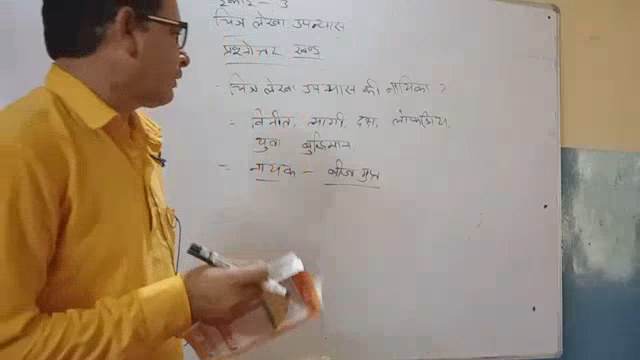 इकाई - 3
चित्र लेखा उपन्यास
प्रश्नोत्तर खण्ड
- चित्र लेखा उपन्यास की नायिका ?
- विनीत, त्यागी, दक्ष, लोकप्रिय,
युवा बुद्धिमान
= नायक - बीज गुप्त